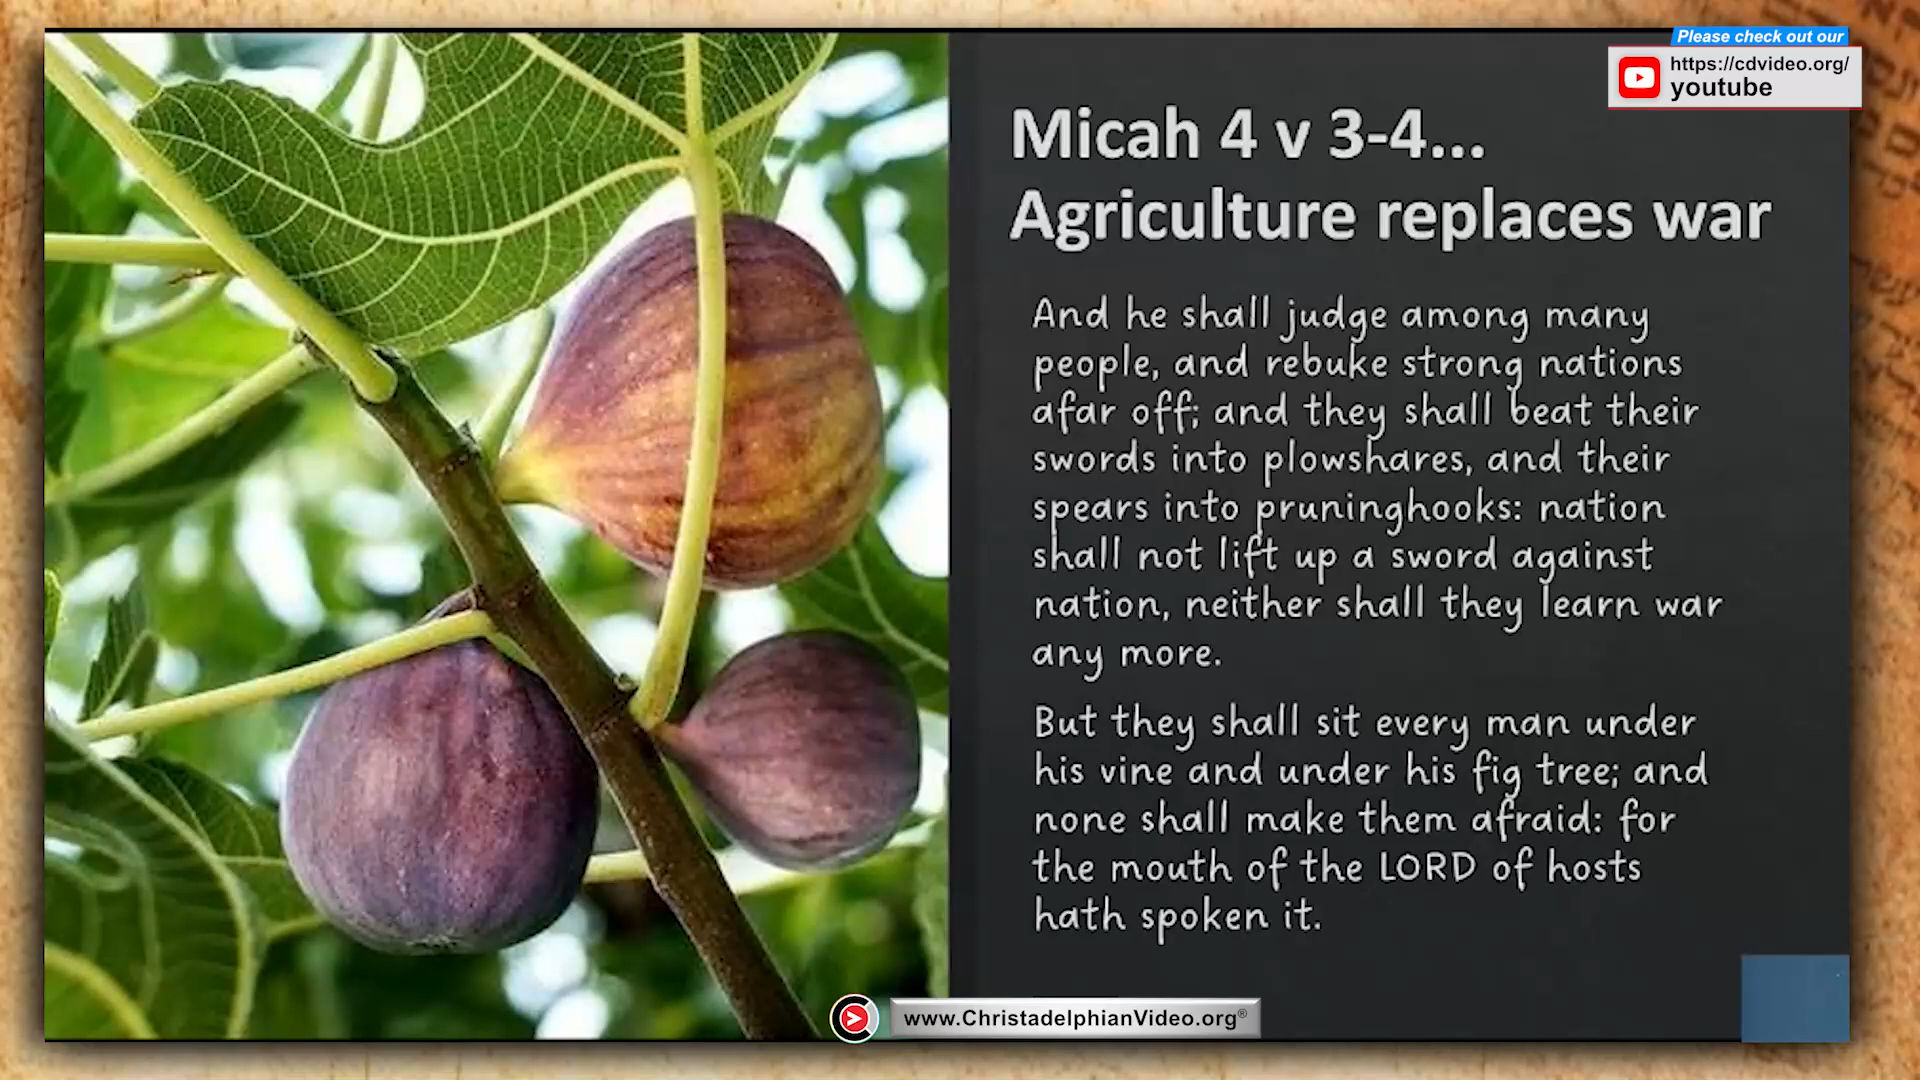 Please check out our
https://cdvideo.org/
youtube
Micah 4 v 3-4...
Agriculture replaces war
And he shall judge among many
people, and rebuke strong nations
afar off; and they shall beat their
swords into plowshares, and their
spears into pruninghooks: nation
shall not lift up a sword against
nation, neither shall they learn war
any more.
But they shall sit every man under
his vine and under his fig tree; and
none shall make them afraid: for
the mouth of the LORD of hosts
hath spoken it.
www.ChristadelphianVideo.org®